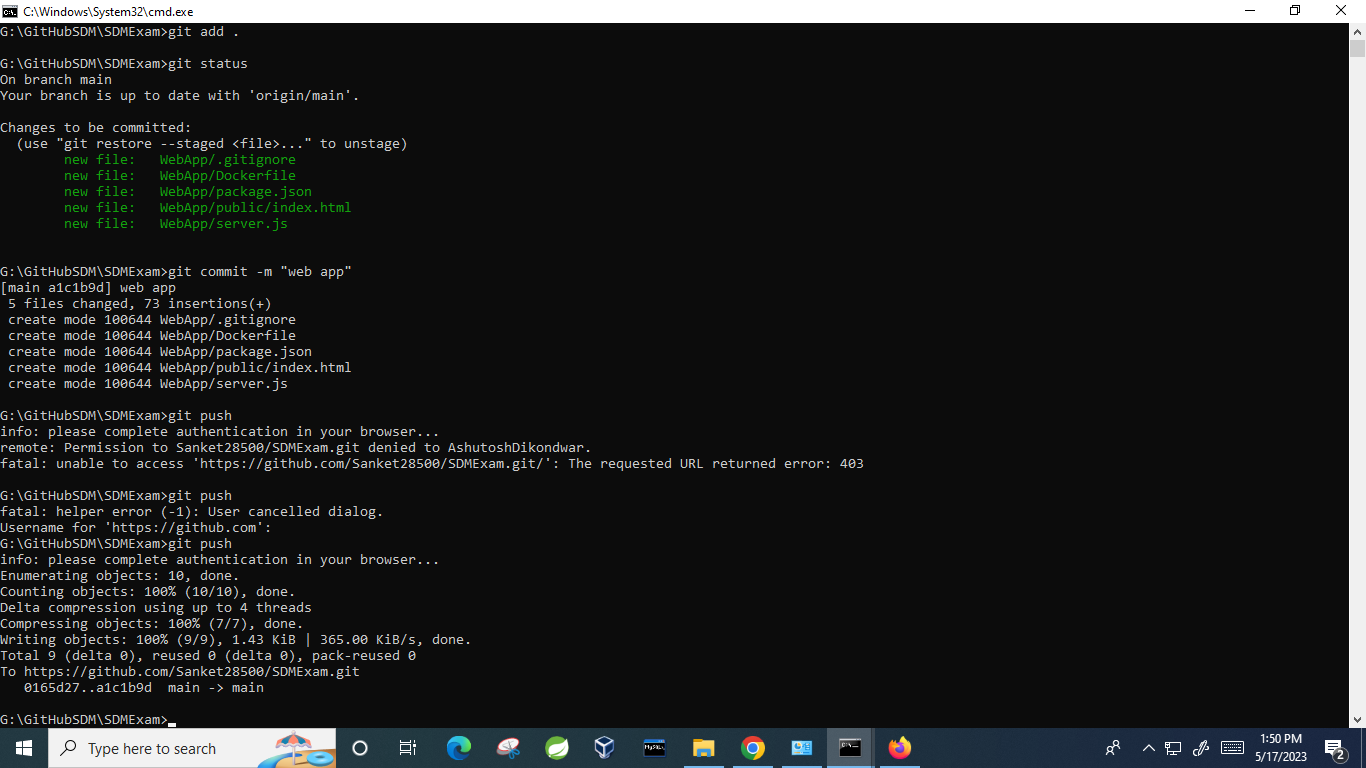 C:\Windows\System32\cmd.exe
G:\GitHubSDM\SDMExam>git add .
G:\GitHubSDM\SDMExam>git status
On branch main
Your branch is up to date with 'origin/main'.
Changes to be committed:
  (use "git restore --staged <file>..." to unstage)
        new file:   WebApp/.gitignore
        new file:   WebApp/Dockerfile
        new file:   WebApp/package.json
        new file:   WebApp/public/index.html
        new file:   WebApp/server.js
G:\GitHubSDM\SDMExam>git commit -m "web app"
[main a1c1b9d] web app
 5 files changed, 73 insertions(+)
 create mode 100644 WebApp/.gitignore
 create mode 100644 WebApp/Dockerfile
 create mode 100644 WebApp/package.json
 create mode 100644 WebApp/public/index.html
 create mode 100644 WebApp/server.js
G:\GitHubSDM\SDMExam>git push
info: please complete authentication in your browser...
remote: Permission to Sanket28500/SDMExam.git denied to AshutoshDikondwar.
fatal: unable to access 'https://github.com/Sanket28500/SDMExam.git/': The requested URL returned error: 403
G:\GitHubSDM\SDMExam>git push
fatal: helper error (-1): User cancelled dialog.
Username for 'https://github.com':
G:\GitHubSDM\SDMExam>git push
info: please complete authentication in your browser...
Enumerating objects: 10, done.
Counting objects: 100% (10/10), done.
Delta compression using up to 4 threads
Compressing objects: 100% (7/7), done.
Writing objects: 100% (9/9), 1.43 KiB | 365.00 KiB/s, done.
Total 9 (delta 0), reused 0 (delta 0), pack-reused 0
To https://github.com/Sanket28500/SDMExam.git
   0165d27..a1c1b9d  main -> main
G:\GitHubSDM\SDMExam>
Type here to search
MySQL
1:50 PM
5/17/2023
2